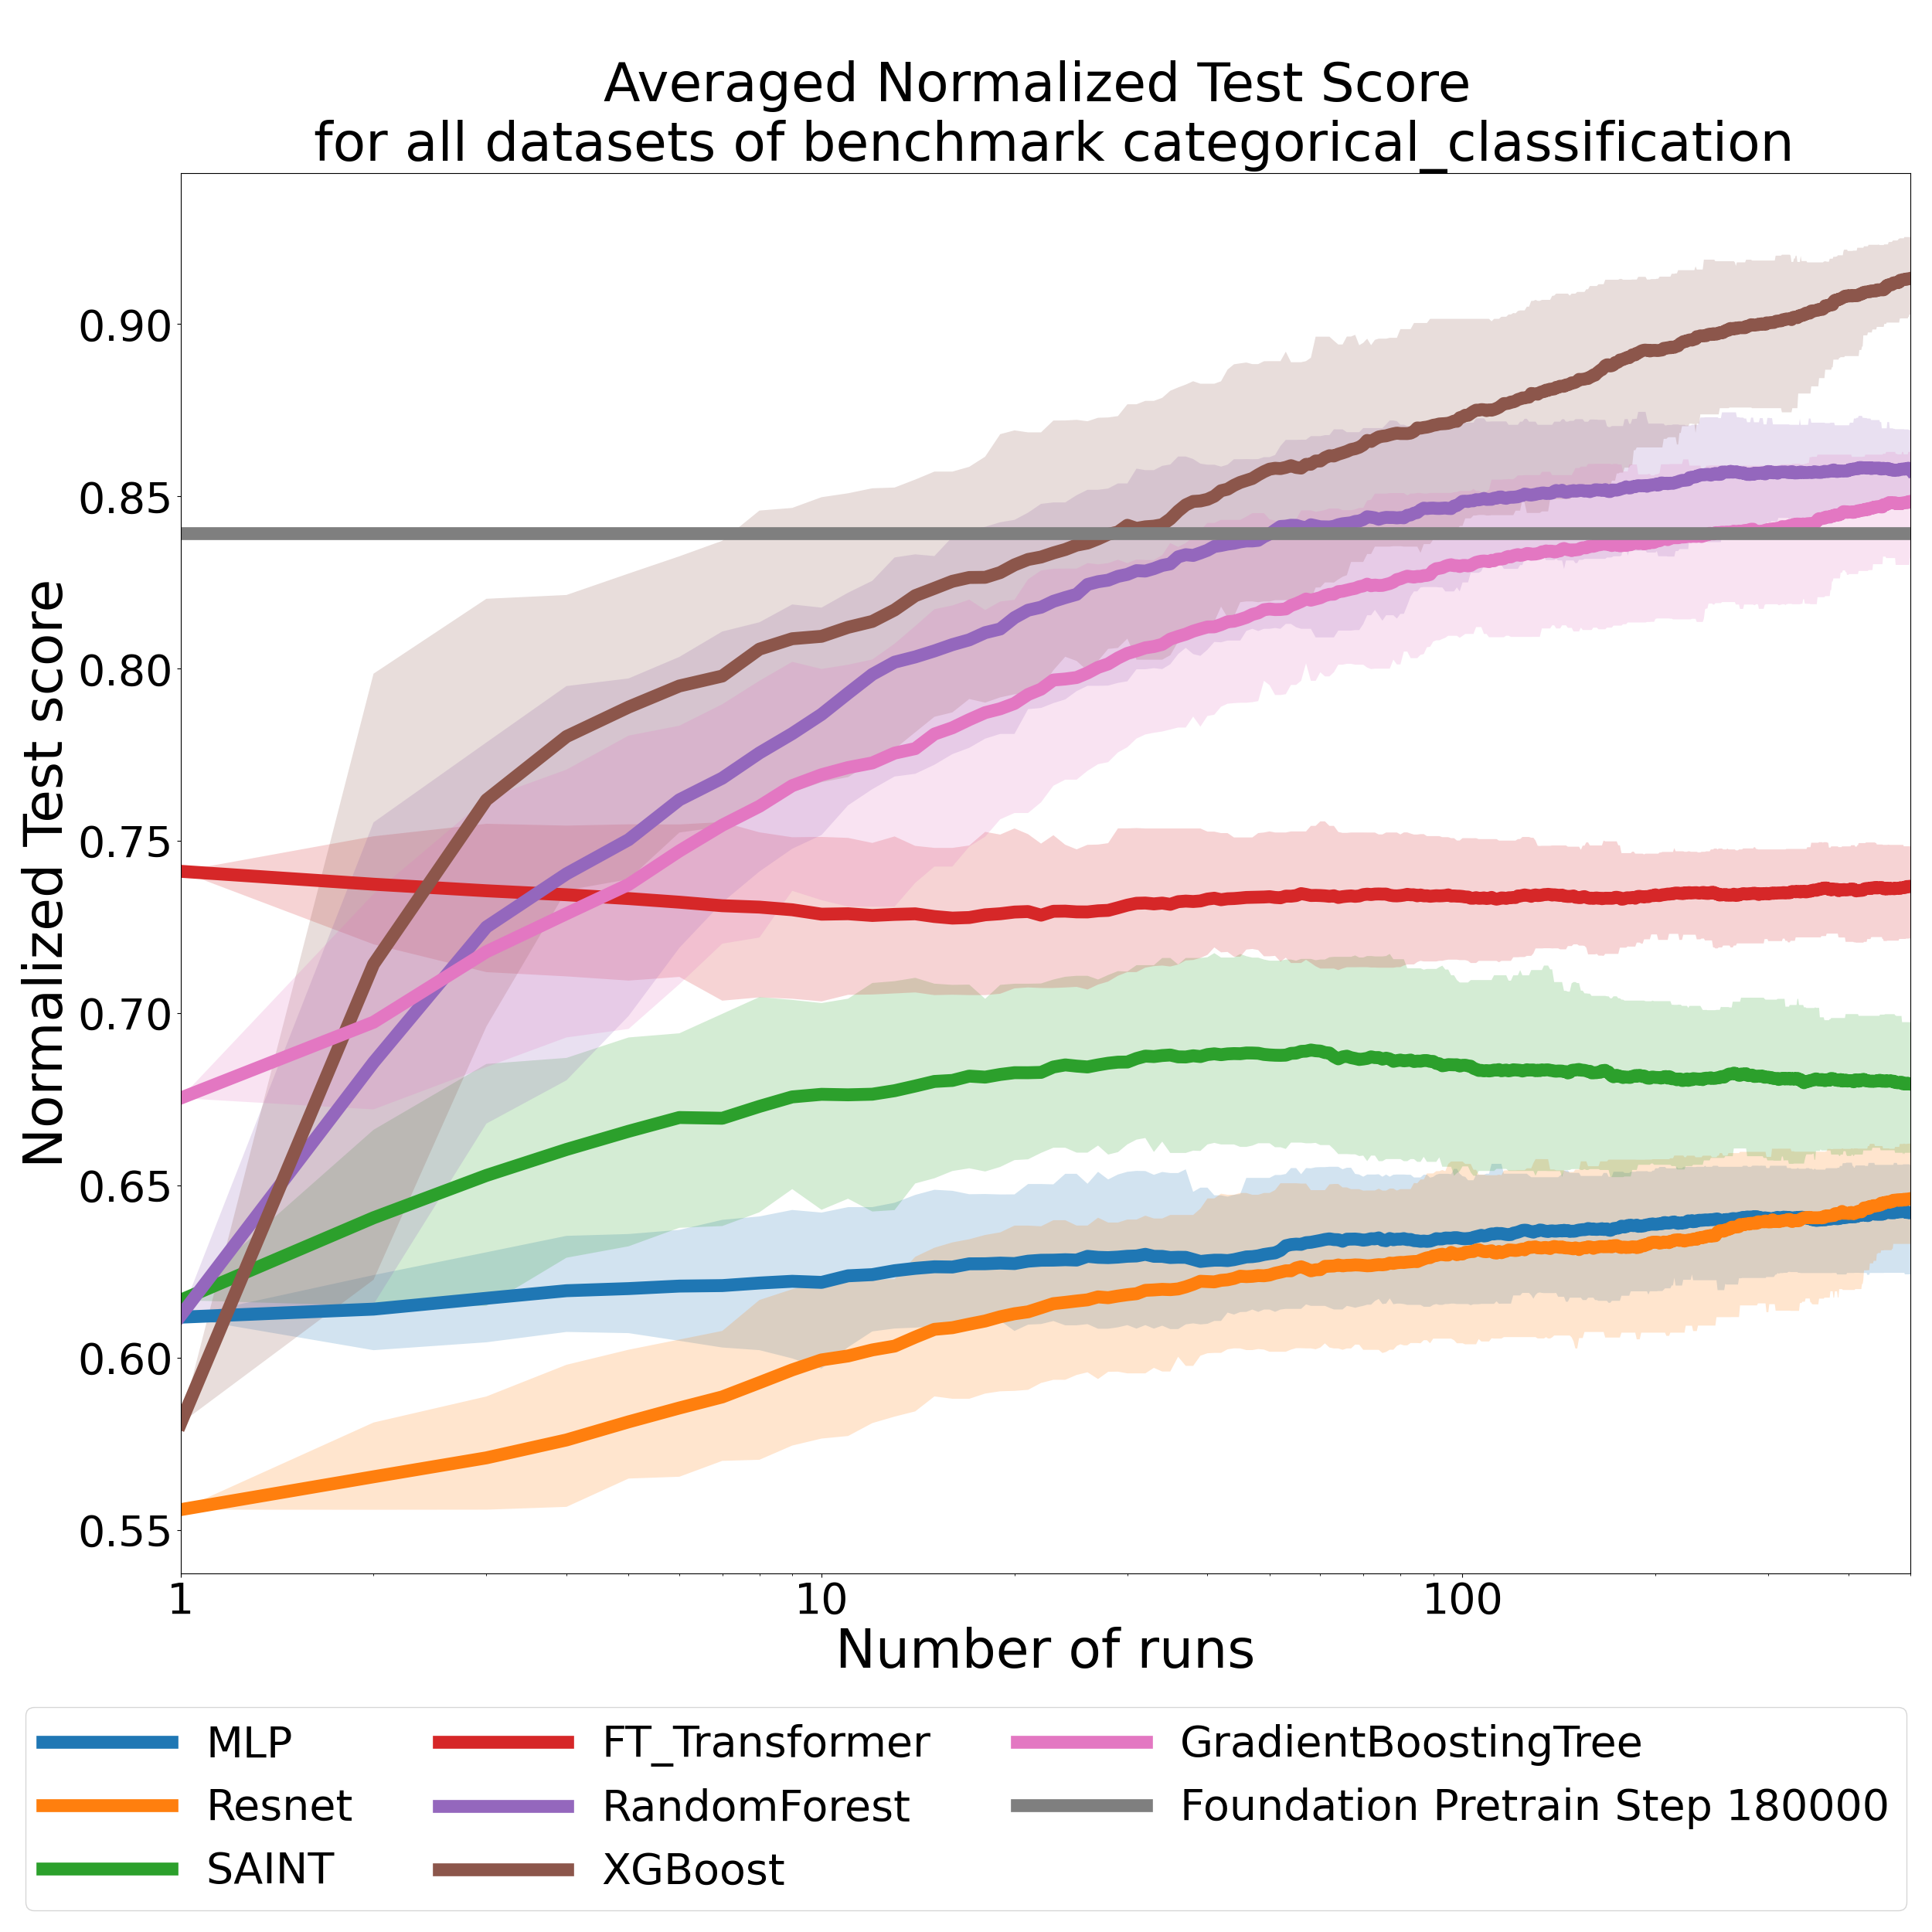 Averaged Normalized Test Score
for all datasets of benchmark categorical_classification
Normalized Test score
0.90
0.85
0.80
0.75
0.70
0.65
0.60
0.55
1
10
100
Number of runs
MLP
Resnet
SAINT
FT_Transformer
RandomForest
XGBoost
GradientBoostingTree
Foundation Pretrain Step 180000